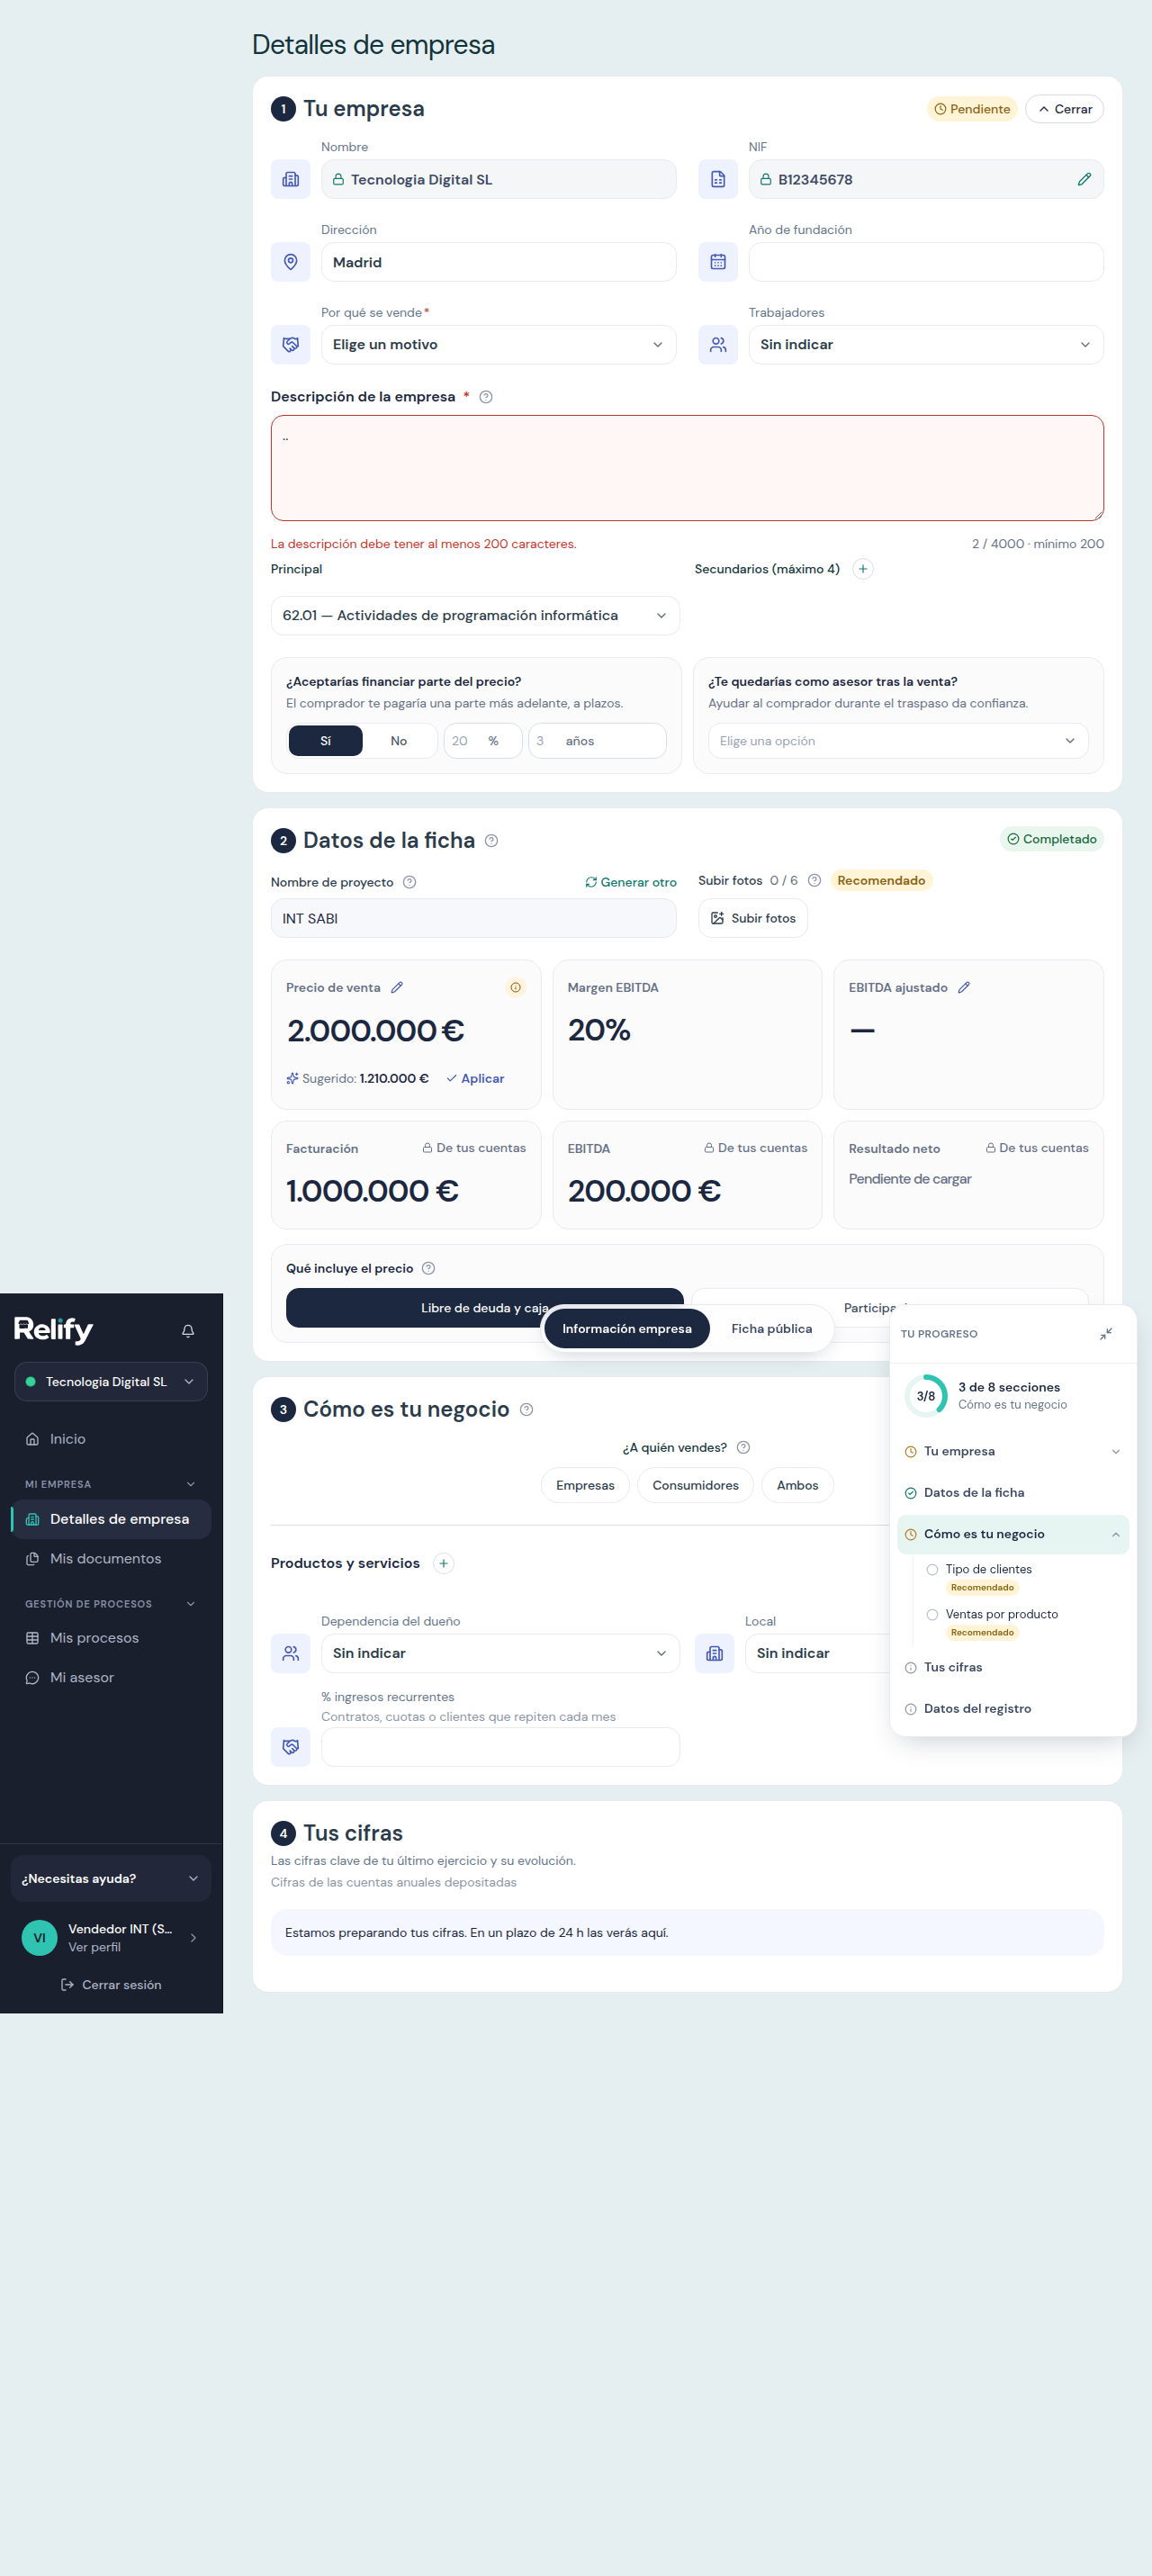 Detalles de empresa
1 Tu empresa
Pendiente
Cerrar
Nombre
NIF
Tecnologia Digital SL
B12345678
Dirección
Año de fundación
Madrid
Por qué se vende*
Trabajadores
Elige un motivo
Sin indicar
Descripción de la empresa *
..
La descripción debe tener al menos 200 caracteres.
2 / 4000 · mínimo 200
Principal
Secundarios (máximo 4)
62.01 — Actividades de programación informática
¿Aceptarías financiar parte del precio?
El comprador te pagaría una parte más adelante, a plazos.
Sí
No
20 %
3 años
¿Te quedarías como asesor tras la venta?
Ayudar al comprador durante el traspaso da confianza.
Elige una opción
2 Datos de la ficha
Completado
Nombre de proyecto
Generar otro
Subir fotos 0 / 6
Recomendado
INT SABI
Subir fotos
Precio de venta
2.000.000 €
Sugerido: 1.210.000 €
Aplicar
Margen EBITDA
20%
EBITDA ajustado
—
Facturación
De tus cuentas
1.000.000 €
EBITDA
De tus cuentas
200.000 €
Resultado neto
De tus cuentas
Pendiente de cargar
Qué incluye el precio
Libre de deuda y caja
Información empresa
Ficha pública
3 Cómo es tu negocio
¿A quién vendes?
Empresas
Consumidores
Ambos
Productos y servicios
Dependencia del dueño
Local
Sin indicar
Sin indicar
% ingresos recurrentes
Contratos, cuotas o clientes que repiten cada mes
4 Tus cifras
Las cifras clave de tu último ejercicio y su evolución.
Cifras de las cuentas anuales depositadas
Estamos preparando tus cifras. En un plazo de 24 h las verás aquí.
TU PROGRESO
3/8
3 de 8 secciones
Cómo es tu negocio
Tu empresa
Datos de la ficha
Cómo es tu negocio
Tipo de clientes
Recomendado
Ventas por producto
Recomendado
Tus cifras
Datos del registro
Relify
Tecnologia Digital SL
Inicio
MI EMPRESA
Detalles de empresa
Mis documentos
GESTIÓN DE PROCESOS
Mis procesos
Mi asesor
¿Necesitas ayuda?
VI
Vendedor INT (S...
Ver perfil
Cerrar sesión